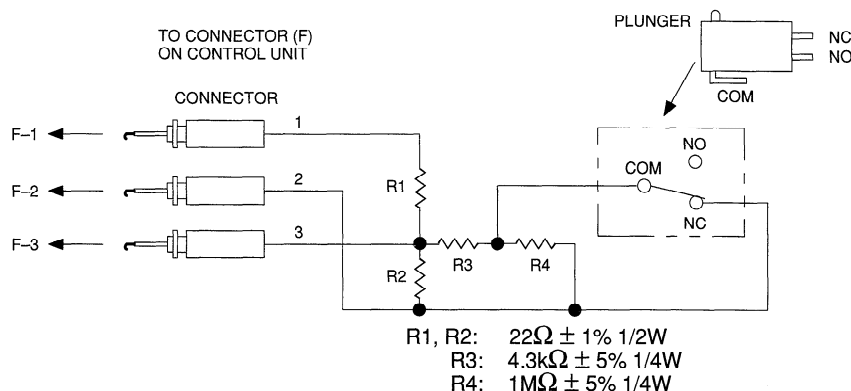 PLUNGER
NC
NO
COM
TO CONNECTOR (F)
ON CONTROL UNIT
CONNECTOR
F–1
1
F–2
2
F–3
3
R1
R2
R3
R4
NO
COM
NC
R1, R2: 22Ω ± 1% 1/2W
R3: 4.3kΩ ± 5% 1/4W
R4: 1MΩ ± 5% 1/4W